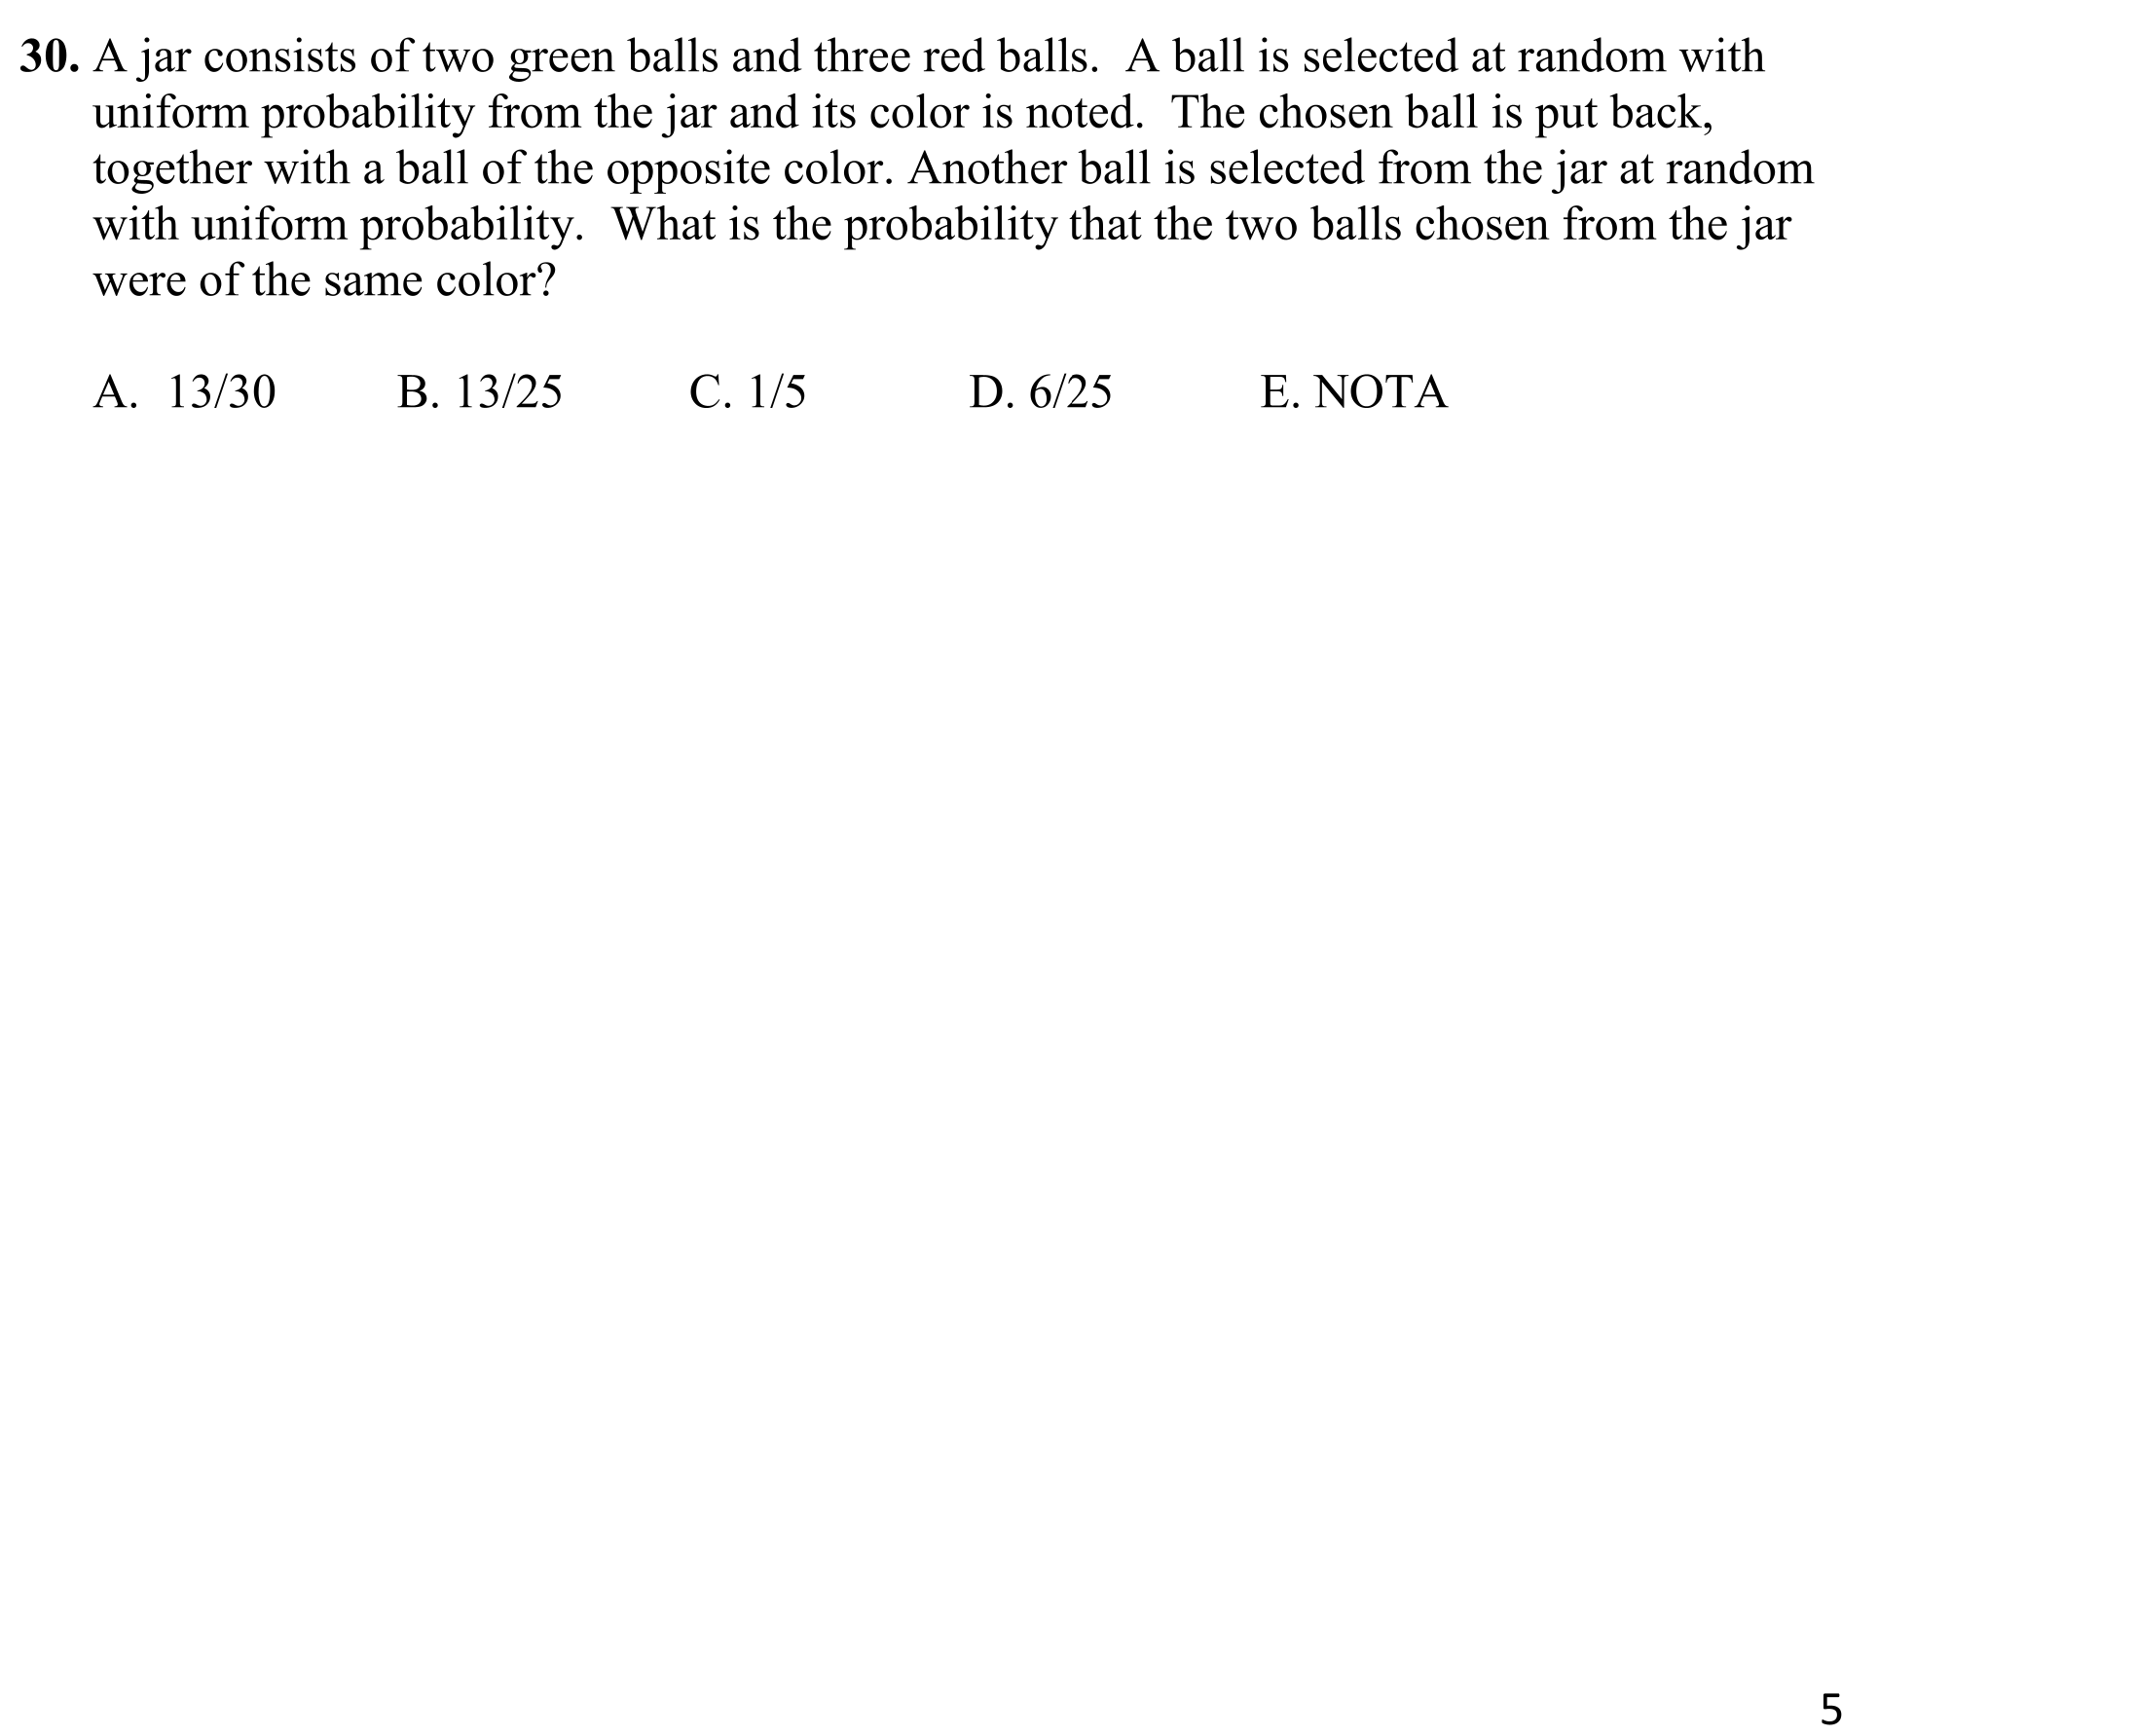 30. A jar consists of two green balls and three red balls.  A ball is selected at random with
uniform probability from the jar and its color is noted.  The chosen ball is put back,
together with a ball of the opposite color. Another ball is selected from the jar at random
with uniform probability.  What is the probability that the two balls chosen from the jar
were of the same color?
A.  13/30 B. 13/25 C. 1/5 D. 6/25 E. NOTA
5